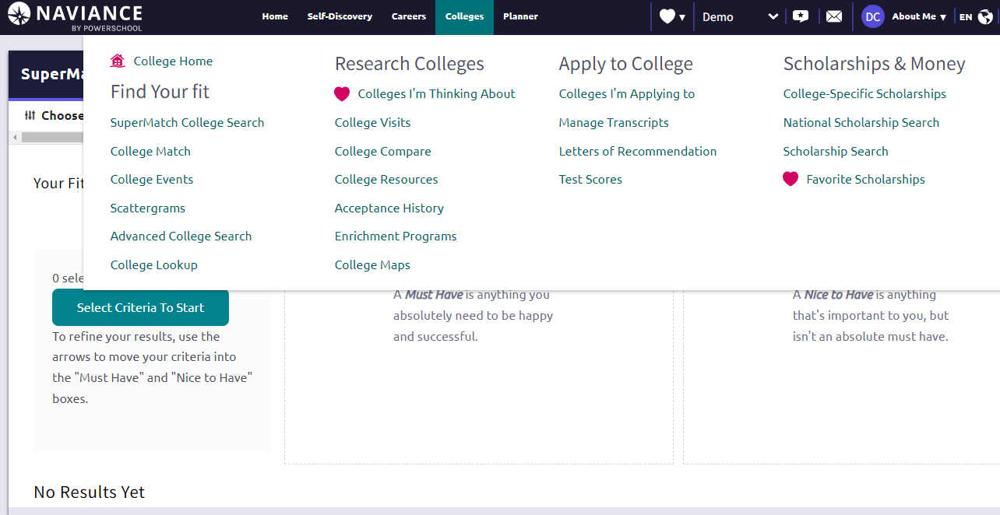 NAVIANCE
BY POWERSCHOOL
Home Self-Discovery Careers Colleges Planner
Demo
DC About Me
EN
College Home
Find Your fit
SuperMatch College Search
College Match
College Events
Scattergrams
Advanced College Search
College Lookup
Research Colleges
Colleges I'm Thinking About
College Visits
College Compare
College Resources
Acceptance History
Enrichment Programs
College Maps
Apply to College
Colleges I'm Applying to
Manage Transcripts
Letters of Recommendation
Test Scores
Scholarships & Money
College-Specific Scholarships
National Scholarship Search
Scholarship Search
Favorite Scholarships
Choose
Your Fit
0
Select Criteria To Start
To refine your results, use the
arrows to move your criteria into
the "Must Have" and "Nice to Have"
boxes.
A Must Have is anything you
absolutely need to be happy
and successful.
A Nice to Have is anything
that's important to you, but
isn't an absolute must have.
No Results Yet